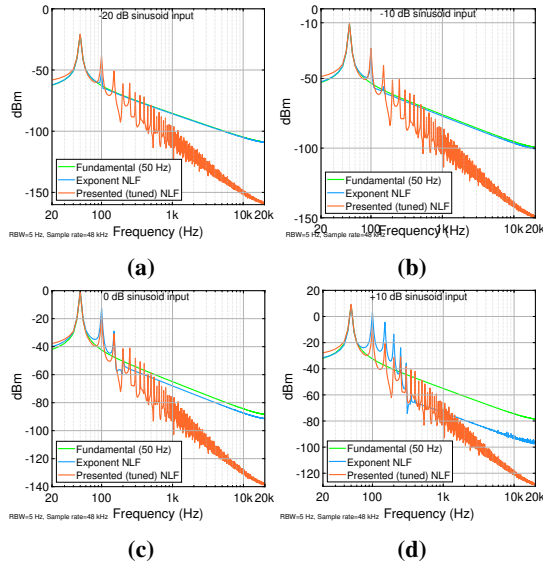 -20 dB sinusoid input
0
-50
-100
-150
dBm
Fundamental (50 Hz)
Exponent NLF
Presented (tuned) NLF
20 100 1k 10k 20k
RBW=5 Hz, Sample rate=48 kHz
Frequency (Hz)
(a)
-10 dB sinusoid input
-10
-50
-100
-150
dBm
Fundamental (50 Hz)
Exponent NLF
Presented (tuned) NLF
20 100 1k 10k 20k
RBW=5 Hz, Sample rate=48 kHz
Frequency (Hz)
(b)
0 dB sinusoid input
0
-20
-40
-60
-80
-100
-120
-140
dBm
Fundamental (50 Hz)
Exponent NLF
Presented (tuned) NLF
20 100 1k 10k 20k
RBW=5 Hz, Sample rate=48 kHz
Frequency (Hz)
(c)
+10 dB sinusoid input
20
0
-20
-40
-60
-80
-100
-120
dBm
Fundamental (50 Hz)
Exponent NLF
Presented (tuned) NLF
20 100 1k 10k 20k
RBW=5 Hz, Sample rate=48 kHz
Frequency (Hz)
(d)